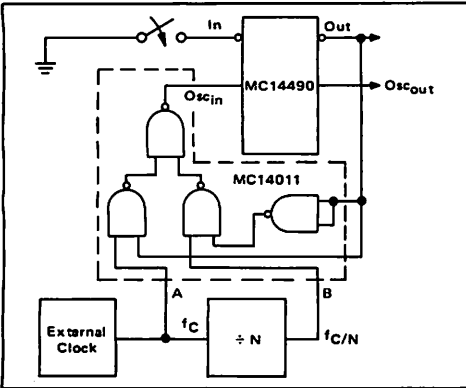 In
Out
MC14490
Osc_in
Osc_out
MC14011
A
B
External
Clock
f_C
÷ N
f_C/N